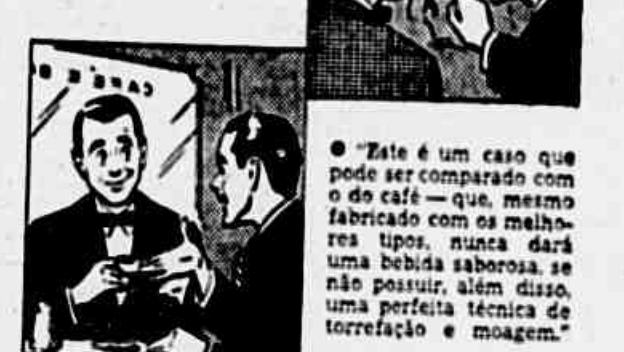 CAFÉ E B
● "Este é um caso que
pode ser comparado com
o do café — que, mesmo
fabricado com os melho-
res tipos, nunca dará
uma bebida saborosa, se
não possuir, além disso,
uma perfeita técnica de
torrefação e moagem."